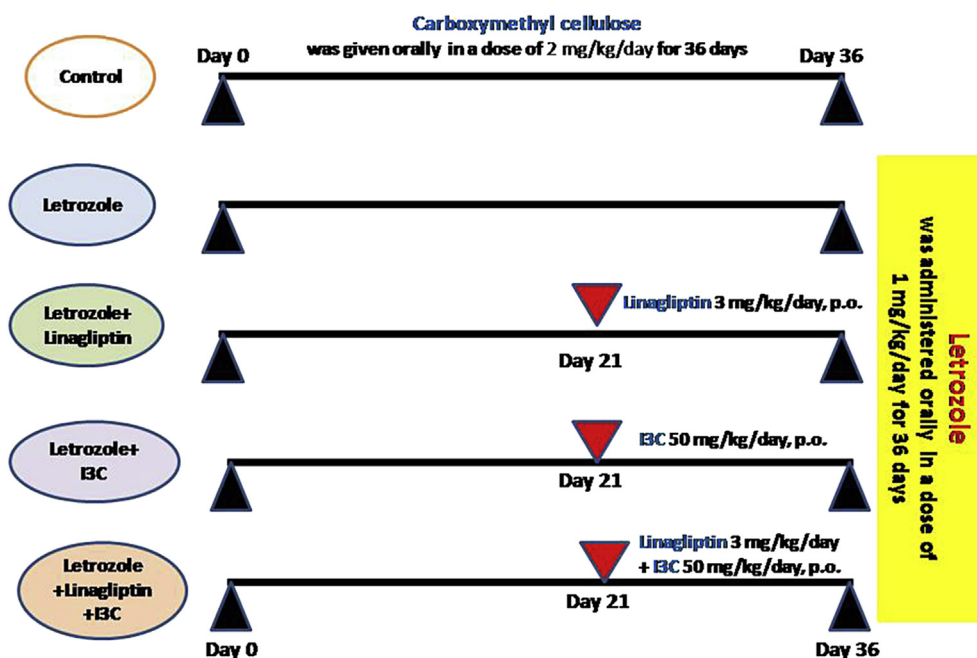 Carboxymethyl cellulose
was given orally in a dose of 2 mg/kg/day for 36 days
Day 0
Day 36
Control
Letrozole
Letrozole+
Linagliptin
Linagliptin 3 mg/kg/day, p.o.
Day 21
Letrozole+
I3C
I3C 50 mg/kg/day, p.o.
Day 21
Letrozole
+Linagliptin
+I3C
Linagliptin 3 mg/kg/day
+ I3C 50 mg/kg/day, p.o.
Day 21
Day 0
Day 36
Letrozole
was administered orally in a dose of
1 mg/kg/day for 36 days